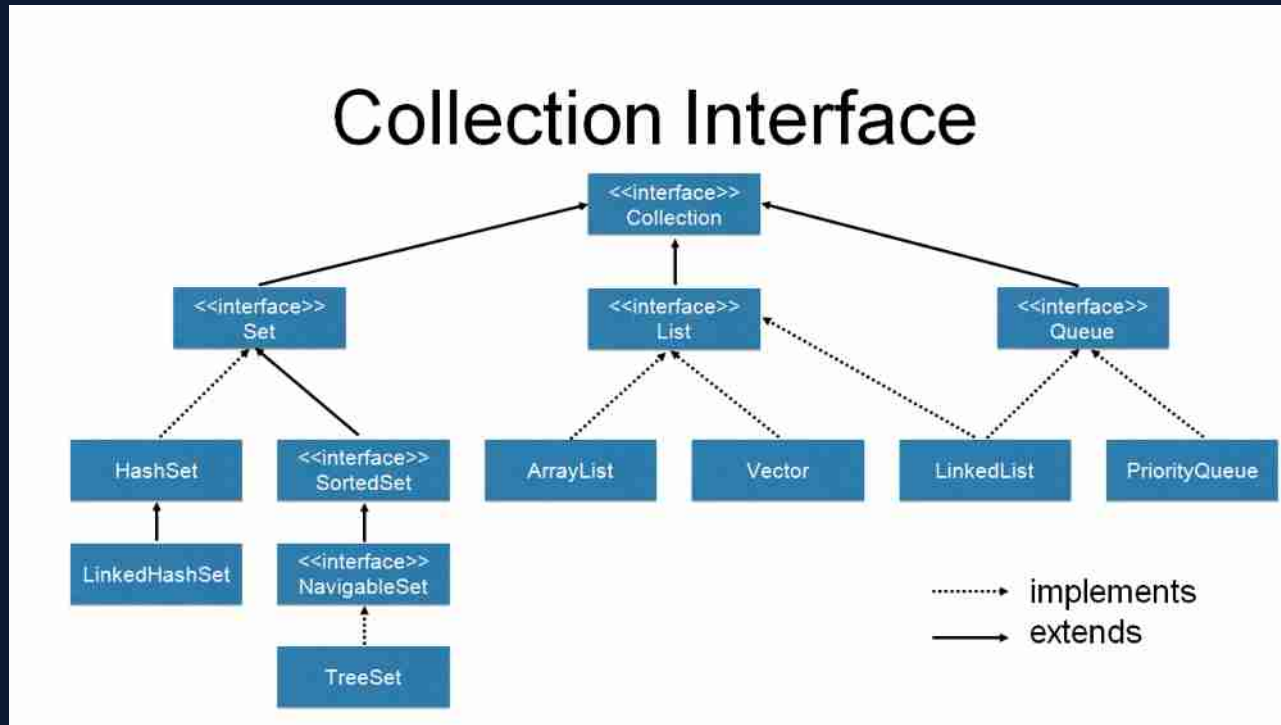 Collection Interface
<<interface>>
Collection
<<interface>>
Set
<<interface>>
List
<<interface>>
Queue
HashSet
<<interface>>
SortedSet
ArrayList
Vector
LinkedList
PriorityQueue
LinkedHashSet
<<interface>>
NavigableSet
TreeSet
implements
extends